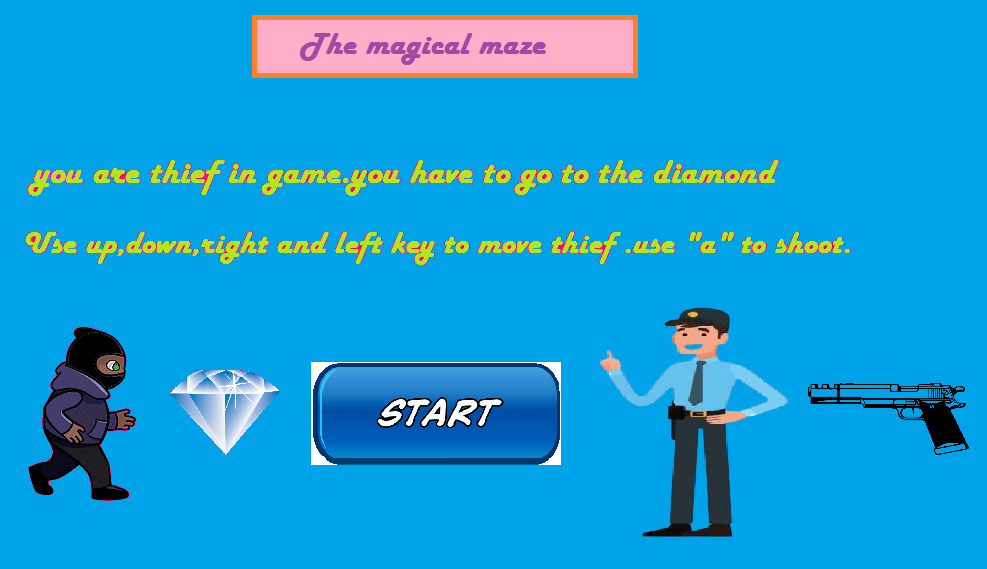 The magical maze
you are thief in game.you have to go to the diamond
Use up,down,right and left key to move thief .use "a" to shoot.
START